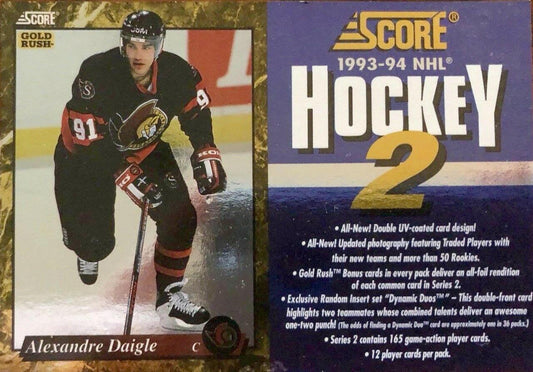 SCORE
GOLD
RUSH™
JOFA
91
91
Alexandre Daigle C
SCORE®
1993-94 NHL®
HOCKEY
2
• All-New! Double UV-coated card design!
• All-New! Updated photography featuring Traded Players with
their new teams and more than 50 Rookies.
• Gold Rush™ Bonus cards in every pack deliver an all-foil rendition
of each common card in Series 2.
• Exclusive Random Insert set "Dynamic Duos™" – This double-front card
highlights two teammates whose combined talents deliver an awesome
one-two punch! (The odds of finding a Dynamic Duo™ card are approximately one in 36 packs.)
• Series 2 contains 165 game-action player cards.
• 12 player cards per pack.